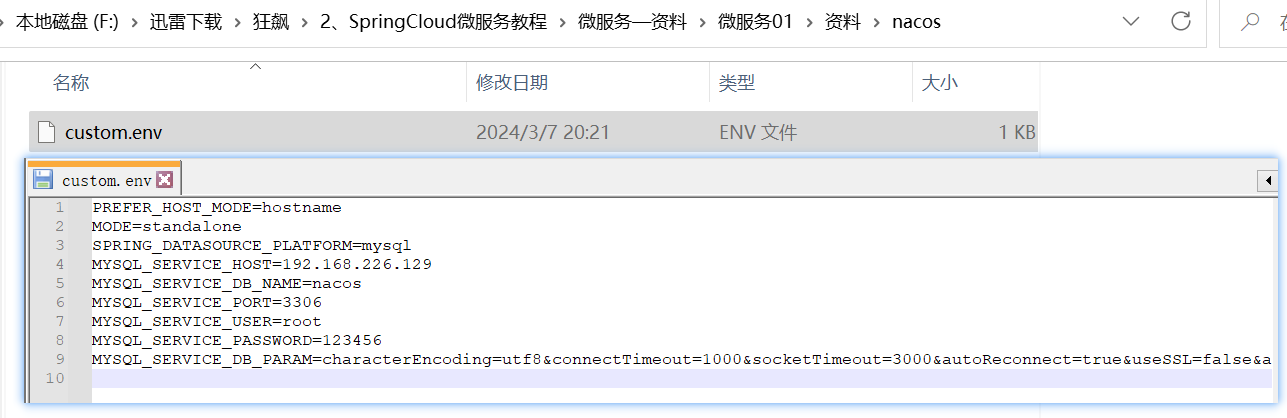 本地磁盘 (F:) 迅雷下载 狂飙 2、SpringCloud微服务教程 微服务—资料 微服务01 资料 nacos
名称 修改日期 类型 大小
custom.env 2024/3/7 20:21 ENV 文件 1 KB
custom.env
1 PREFER_HOST_MODE=hostname
2 MODE=standalone
3 SPRING_DATASOURCE_PLATFORM=mysql
4 MYSQL_SERVICE_HOST=192.168.226.129
5 MYSQL_SERVICE_DB_NAME=nacos
6 MYSQL_SERVICE_PORT=3306
7 MYSQL_SERVICE_USER=root
8 MYSQL_SERVICE_PASSWORD=123456
9 MYSQL_SERVICE_DB_PARAM=characterEncoding=utf8&connectTimeout=1000&socketTimeout=3000&autoReconnect=true&useSSL=false&a
10